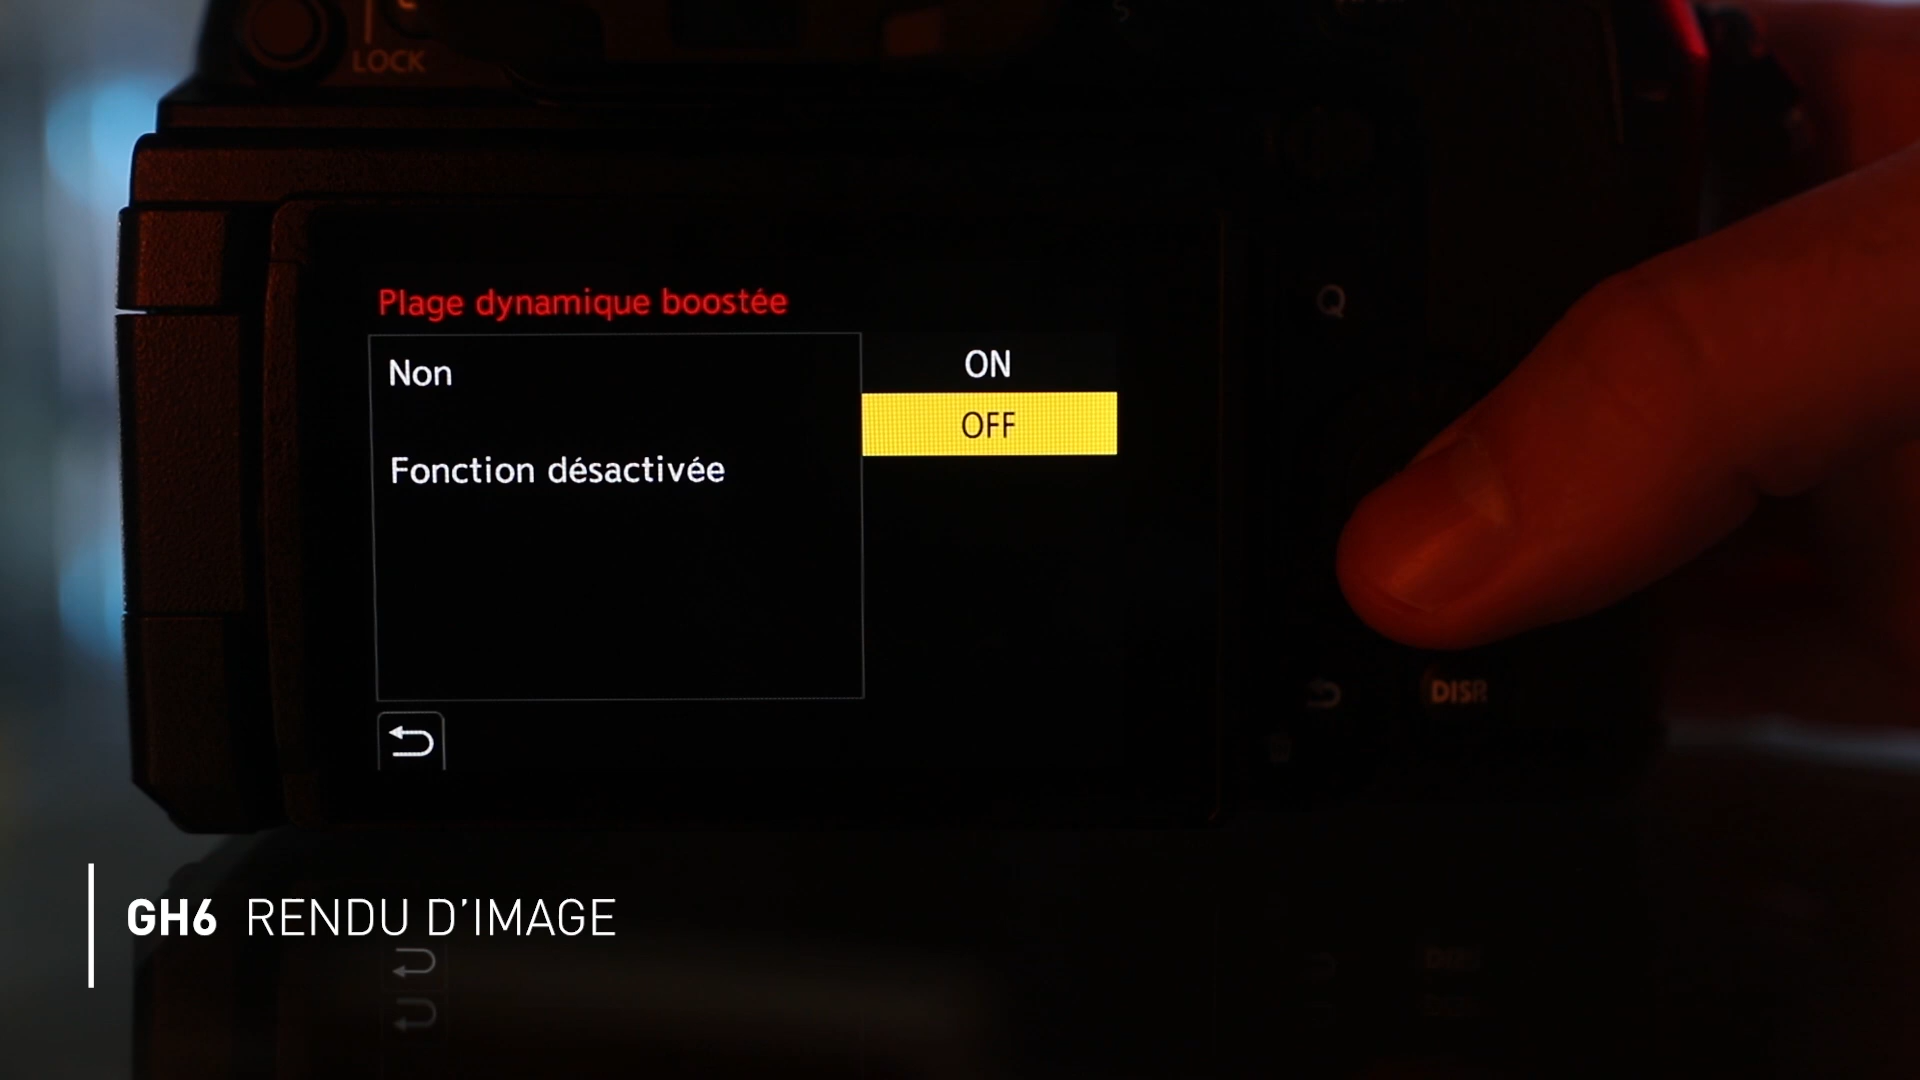 LOCK
Plage dynamique boostée
Non
ON
OFF
Fonction désactivée
Q
DISP
GH6 RENDU D'IMAGE